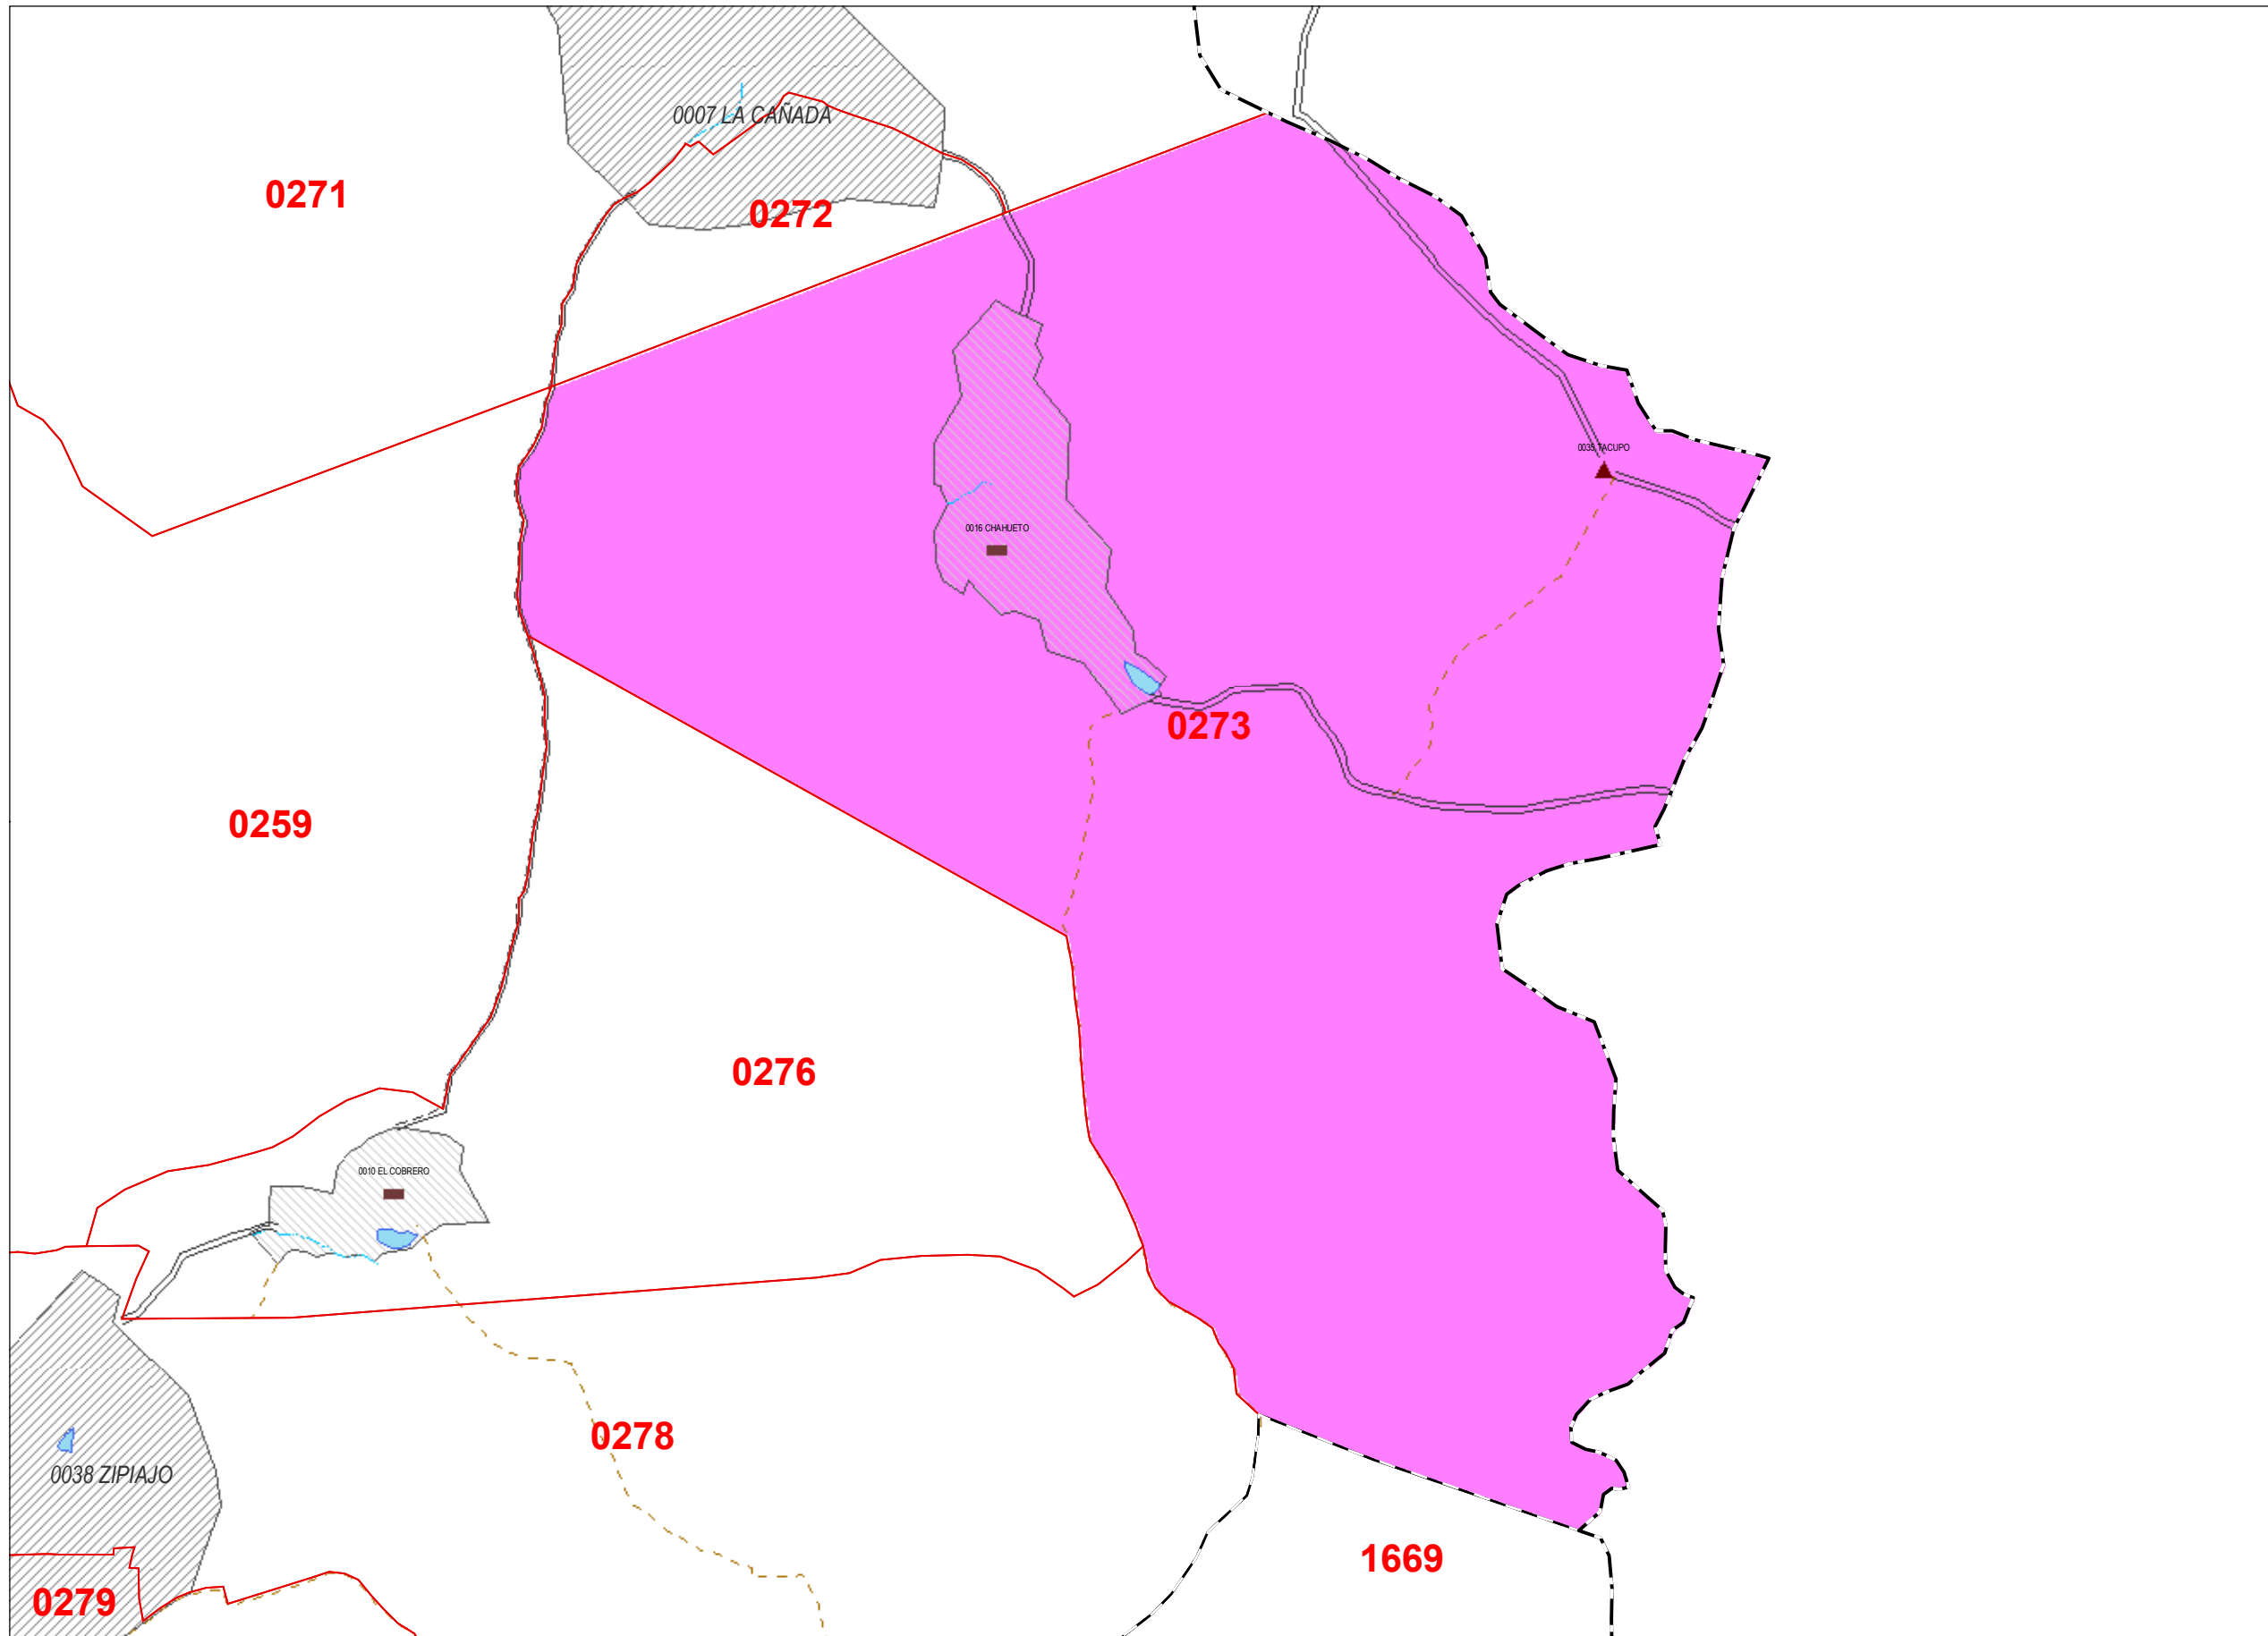 0007 LA CAÑADA
0271
0272
0035 TACUPO
0016 CHAHUETO
0273
0259
0276
0010 EL COBRERO
0278
0038 ZIPIAJO
1669
0279